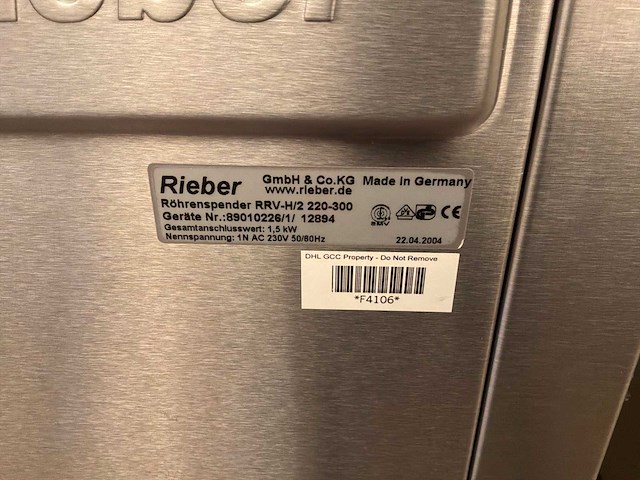 Rieber
Rieber GmbH & Co.KG Made in Germany
www.rieber.de
Röhrenspender RRV-H/2 220-300
Geräte Nr.:89010226/1/ 12894
Gesamtanschlusswert: 1,5 kW
Nennspannung: 1N AC 230V 50/60Hz
22.04.2004
DHL GCC Property - Do Not Remove
*F4106*